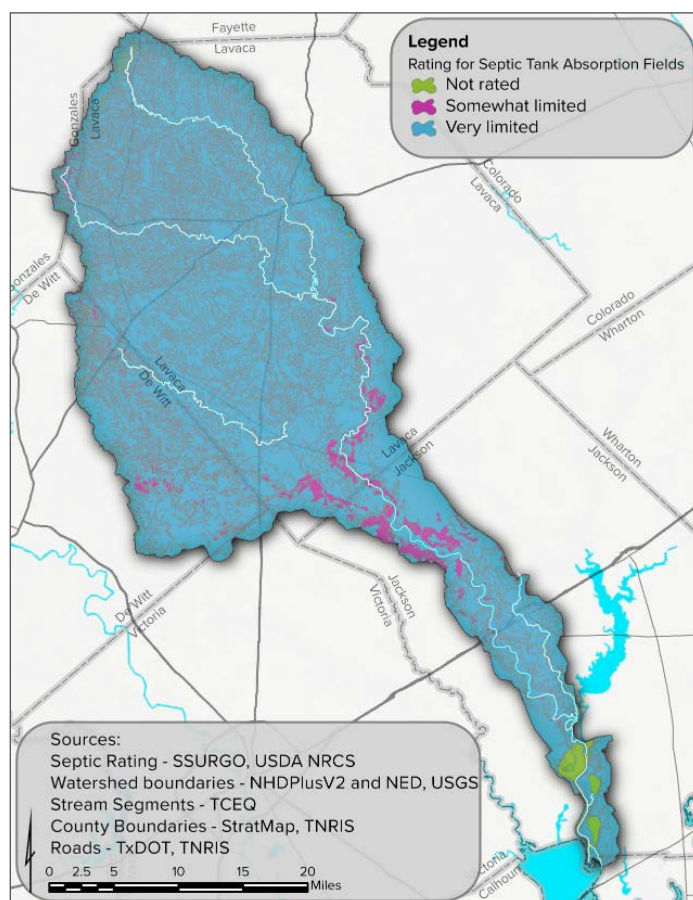 Fayette
Lavaca
Legend
Rating for Septic Tank Absorption Fields
Not rated
Somewhat limited
Very limited
Gonzales
Lavaca
Colorado
Lavaca
Gonzales
De Witt
Colorado
Wharton
Lavaca
De Witt
Wharton
Jackson
Lavaca
Jackson
Jackson
Victoria
De Witt
Victoria
Sources:
Septic Rating - SSURGO, USDA NRCS
Watershed boundaries - NHDPlusV2 and NED, USGS
Stream Segments - TCEQ
County Boundaries - StratMap, TNRIS
Roads - TxDOT, TNRIS
0 2.5 5 10 15 20
Miles
Victoria
Calhoun